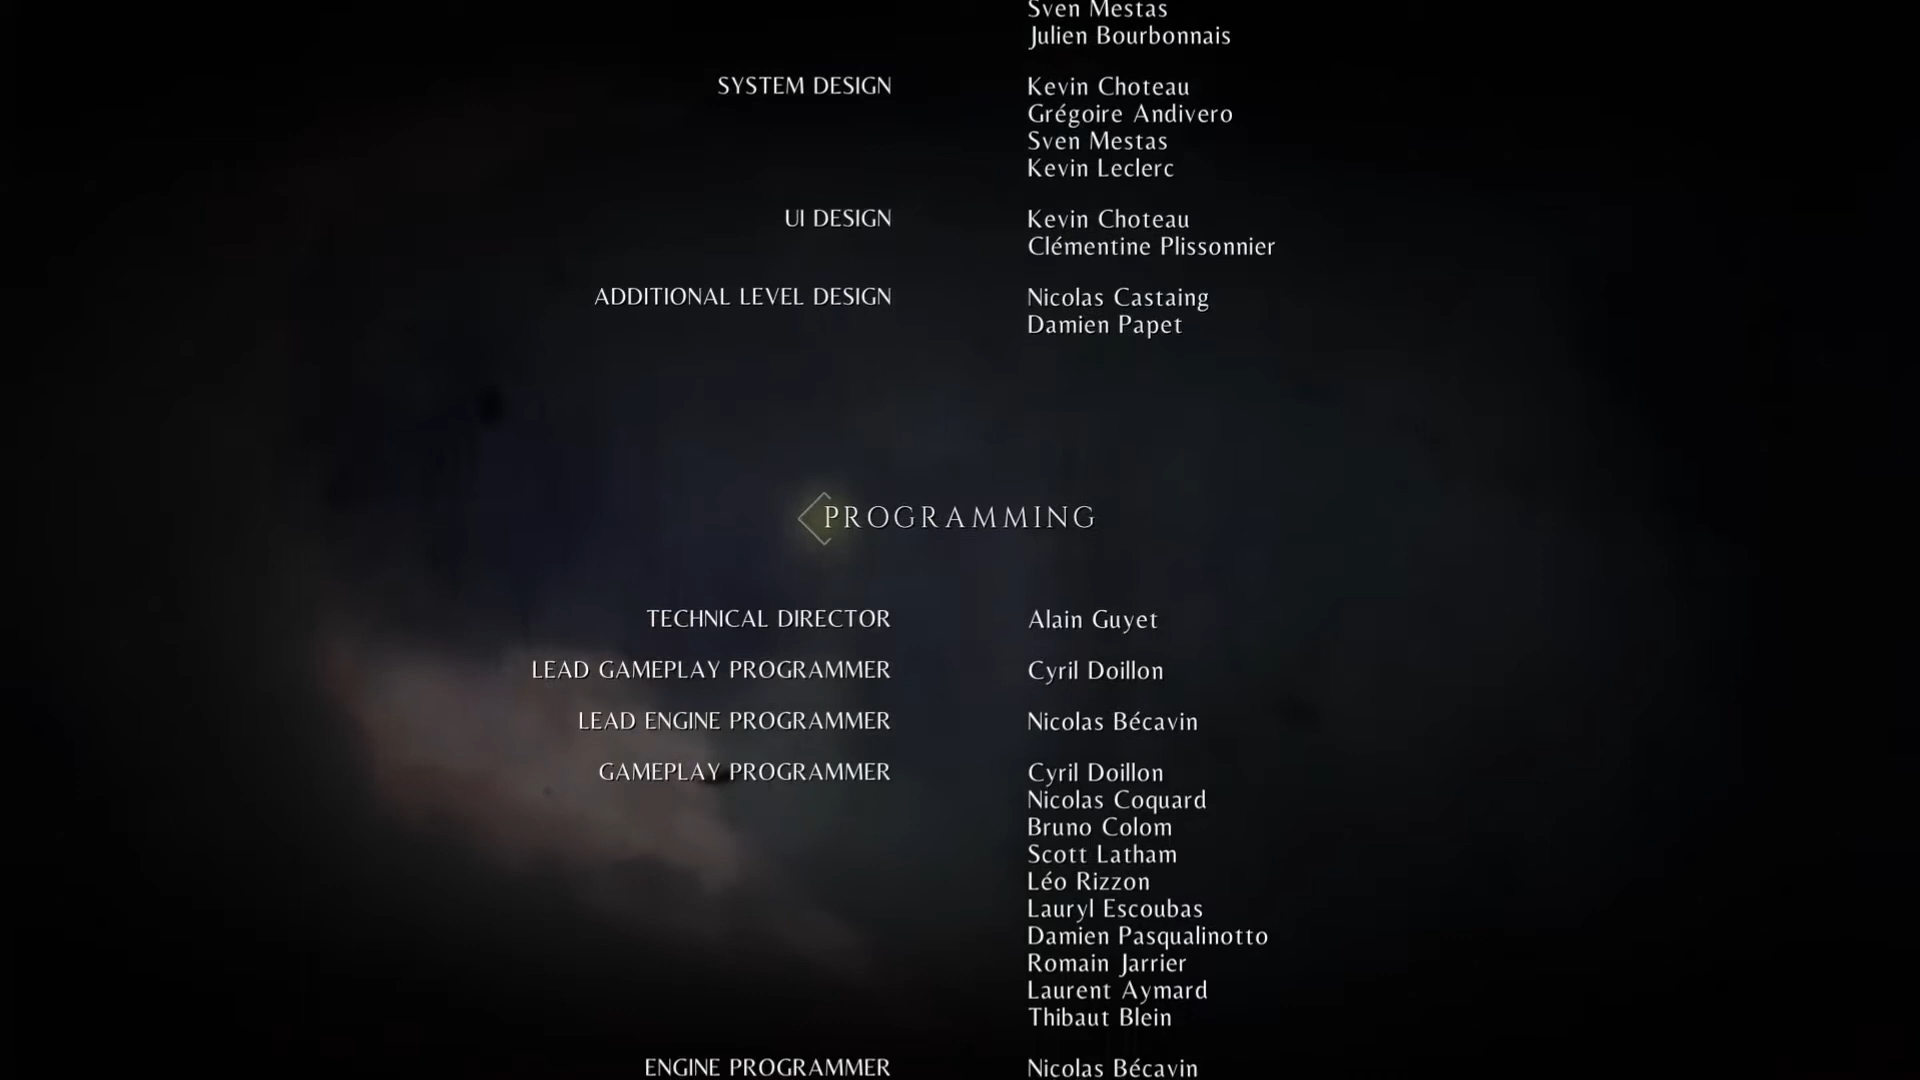 Sven Mestas
Julien Bourbonnais
SYSTEM DESIGN Kevin Choteau
Grégoire Andivero
Sven Mestas
Kevin Leclerc
UI DESIGN Kevin Choteau
Clémentine Plissonnier
ADDITIONAL LEVEL DESIGN Nicolas Castaing
Damien Papet
PROGRAMMING
TECHNICAL DIRECTOR Alain Guyet
LEAD GAMEPLAY PROGRAMMER Cyril Doillon
LEAD ENGINE PROGRAMMER Nicolas Bécavin
GAMEPLAY PROGRAMMER Cyril Doillon
Nicolas Coquard
Bruno Colom
Scott Latham
Léo Rizzon
Lauryl Escoubas
Damien Pasqualinotto
Romain Jarrier
Laurent Aymard
Thibaut Blein
ENGINE PROGRAMMER Nicolas Bécavin